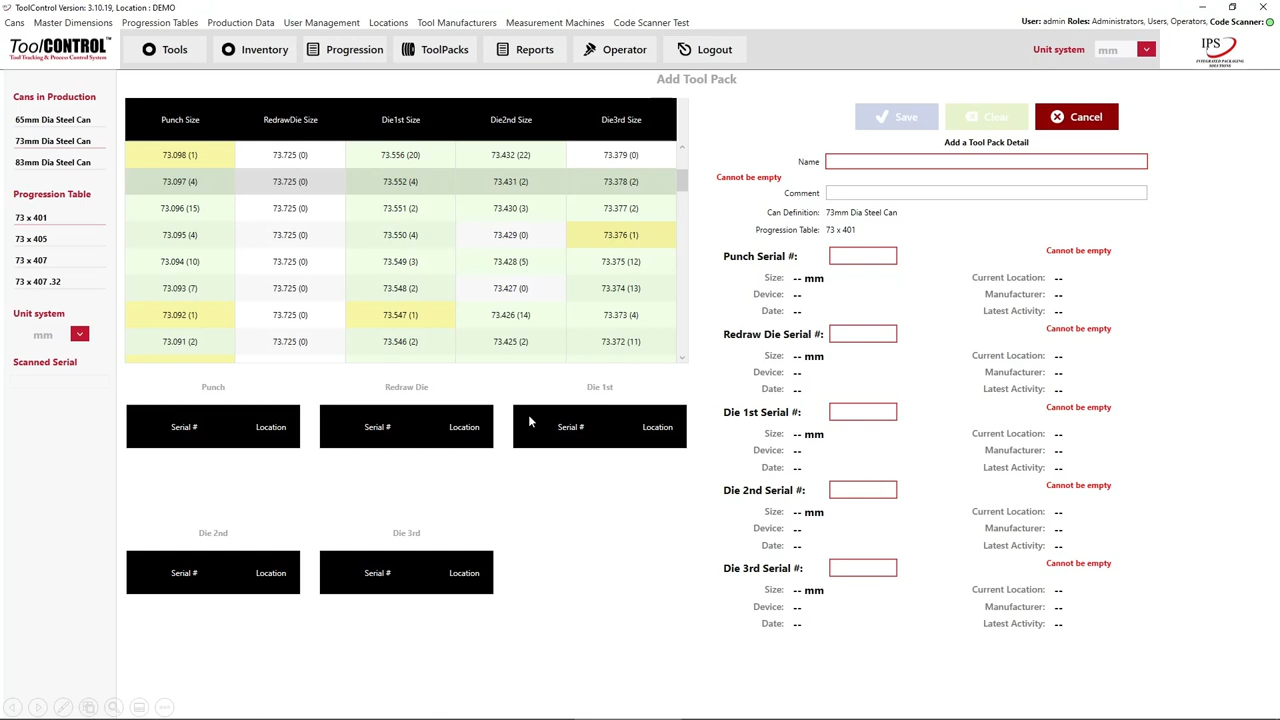 ToolControl Version: 3.10.19, Location : DEMO
Cans Master Dimensions Progression Tables Production Data User Management Locations Tool Manufacturers Measurement Machines Code Scanner Test
User: admin Roles: Administrators, Users, Operators, Code Scanner:
ToolCONTROL™
Tool Tracking & Process Control System
Tools Inventory Progression ToolPacks Reports Operator Logout
Unit system mm
IPS
INTEGRATED PACKAGING
SOLUTIONS
Add Tool Pack
Cans in Production
65mm Dia Steel Can
73mm Dia Steel Can
83mm Dia Steel Can
Progression Table
73 x 401
73 x 405
73 x 407
73 x 407 .32
Unit system
mm
Scanned Serial
Punch Size RedrawDie Size Die1st Size Die2nd Size Die3rd Size
73.098 (1) 73.725 (0) 73.556 (20) 73.432 (22) 73.379 (0)
73.097 (4) 73.725 (0) 73.552 (4) 73.431 (2) 73.378 (2)
73.096 (15) 73.725 (0) 73.551 (2) 73.430 (3) 73.377 (2)
73.095 (4) 73.725 (0) 73.550 (4) 73.429 (0) 73.376 (1)
73.094 (10) 73.725 (0) 73.549 (3) 73.428 (0) 73.375 (12)
73.093 (7) 73.725 (0) 73.548 (2) 73.427 (0) 73.374 (13)
73.092 (1) 73.725 (0) 73.547 (1) 73.426 (14) 73.373 (4)
73.091 (2) 73.725 (0) 73.546 (2) 73.425 (2) 73.372 (11)
Punch Redraw Die Die 1st
Serial # Location Serial # Location Serial # Location
Die 2nd Die 3rd
Serial # Location Serial # Location
Save Clear Cancel
Add a Tool Pack Detail
Name
Cannot be empty
Comment
Can Definition: 73mm Dia Steel Can
Progression Table: 73 x 401
Punch Serial #: Cannot be empty
Size: -- mm Current Location: --
Device: -- Manufacturer: --
Date: -- Latest Activity: --
Redraw Die Serial #: Cannot be empty
Size: -- mm Current Location: --
Device: -- Manufacturer: --
Date: -- Latest Activity: --
Die 1st Serial #: Cannot be empty
Size: -- mm Current Location: --
Device: -- Manufacturer: --
Date: -- Latest Activity: --
Die 2nd Serial #: Cannot be empty
Size: -- mm Current Location: --
Device: -- Manufacturer: --
Date: -- Latest Activity: --
Die 3rd Serial #: Cannot be empty
Size: -- mm Current Location: --
Device: -- Manufacturer: --
Date: -- Latest Activity: --